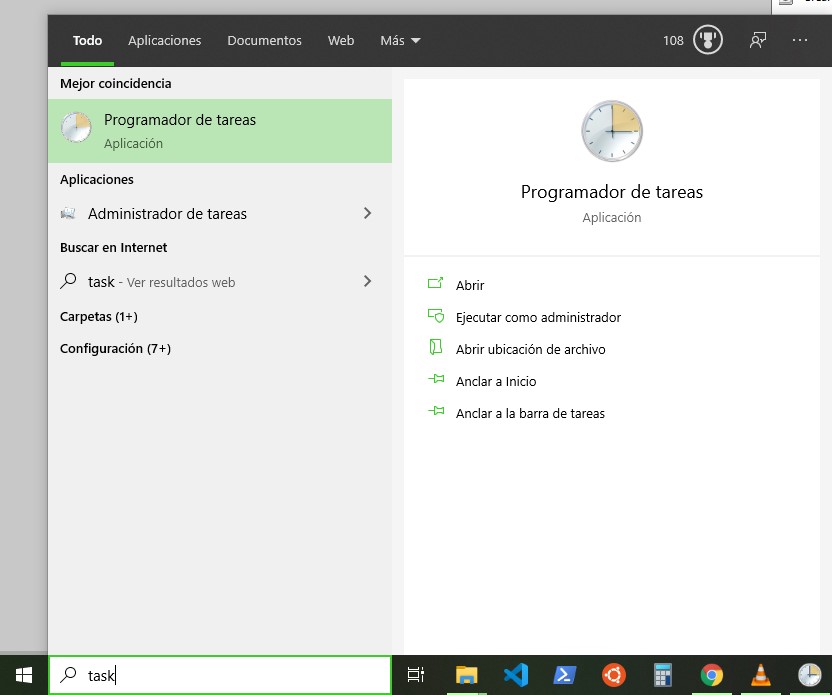 Todo Aplicaciones Documentos Web Más 108
Mejor coincidencia
Programador de tareas
Aplicación
Aplicaciones
Administrador de tareas
Buscar en Internet
task - Ver resultados web
Carpetas (1+)
Configuración (7+)
Programador de tareas
Aplicación
Abrir
Ejecutar como administrador
Abrir ubicación de archivo
Anclar a Inicio
Anclar a la barra de tareas
task